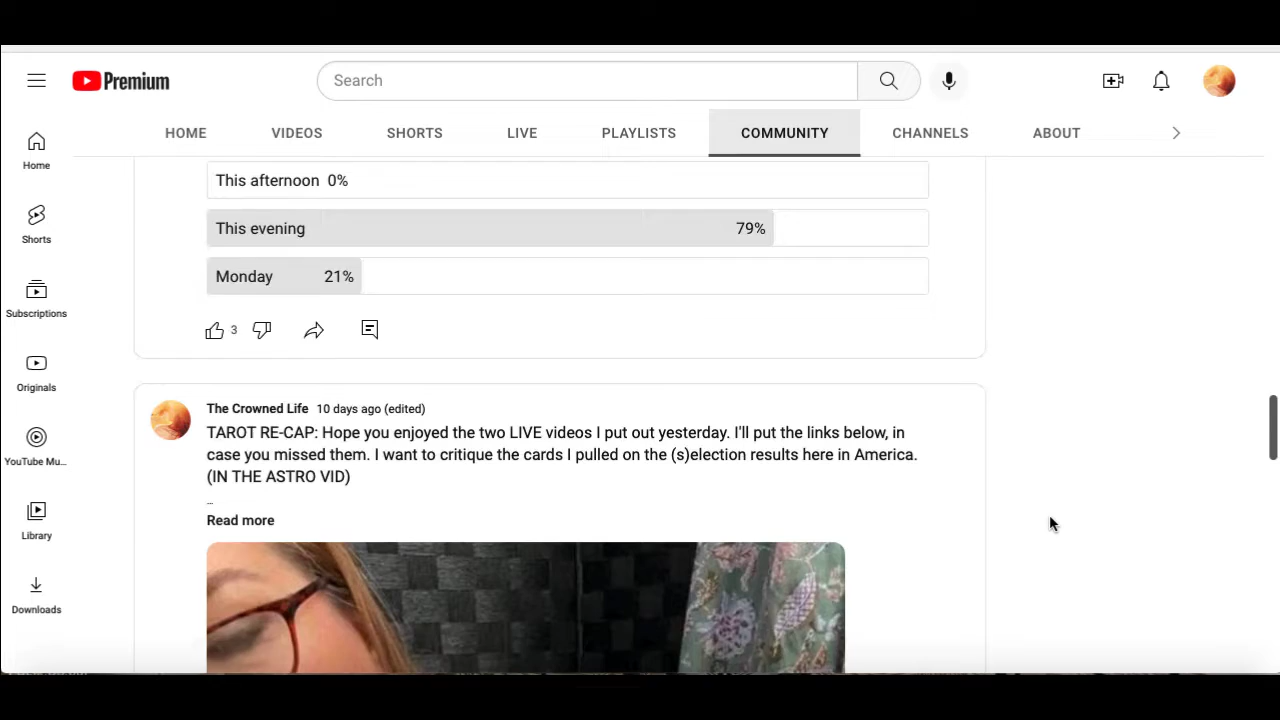 Premium
Search
HOME
VIDEOS
SHORTS
LIVE
PLAYLISTS
COMMUNITY
CHANNELS
ABOUT
Home
Shorts
Subscriptions
Originals
YouTube Mu...
Library
Downloads
This afternoon 0%
This evening 79%
Monday 21%
3
The Crowned Life 10 days ago (edited)
TAROT RE-CAP: Hope you enjoyed the two LIVE videos I put out yesterday. I'll put the links below, in
case you missed them. I want to critique the cards I pulled on the (s)election results here in America.
(IN THE ASTRO VID)
...
Read more